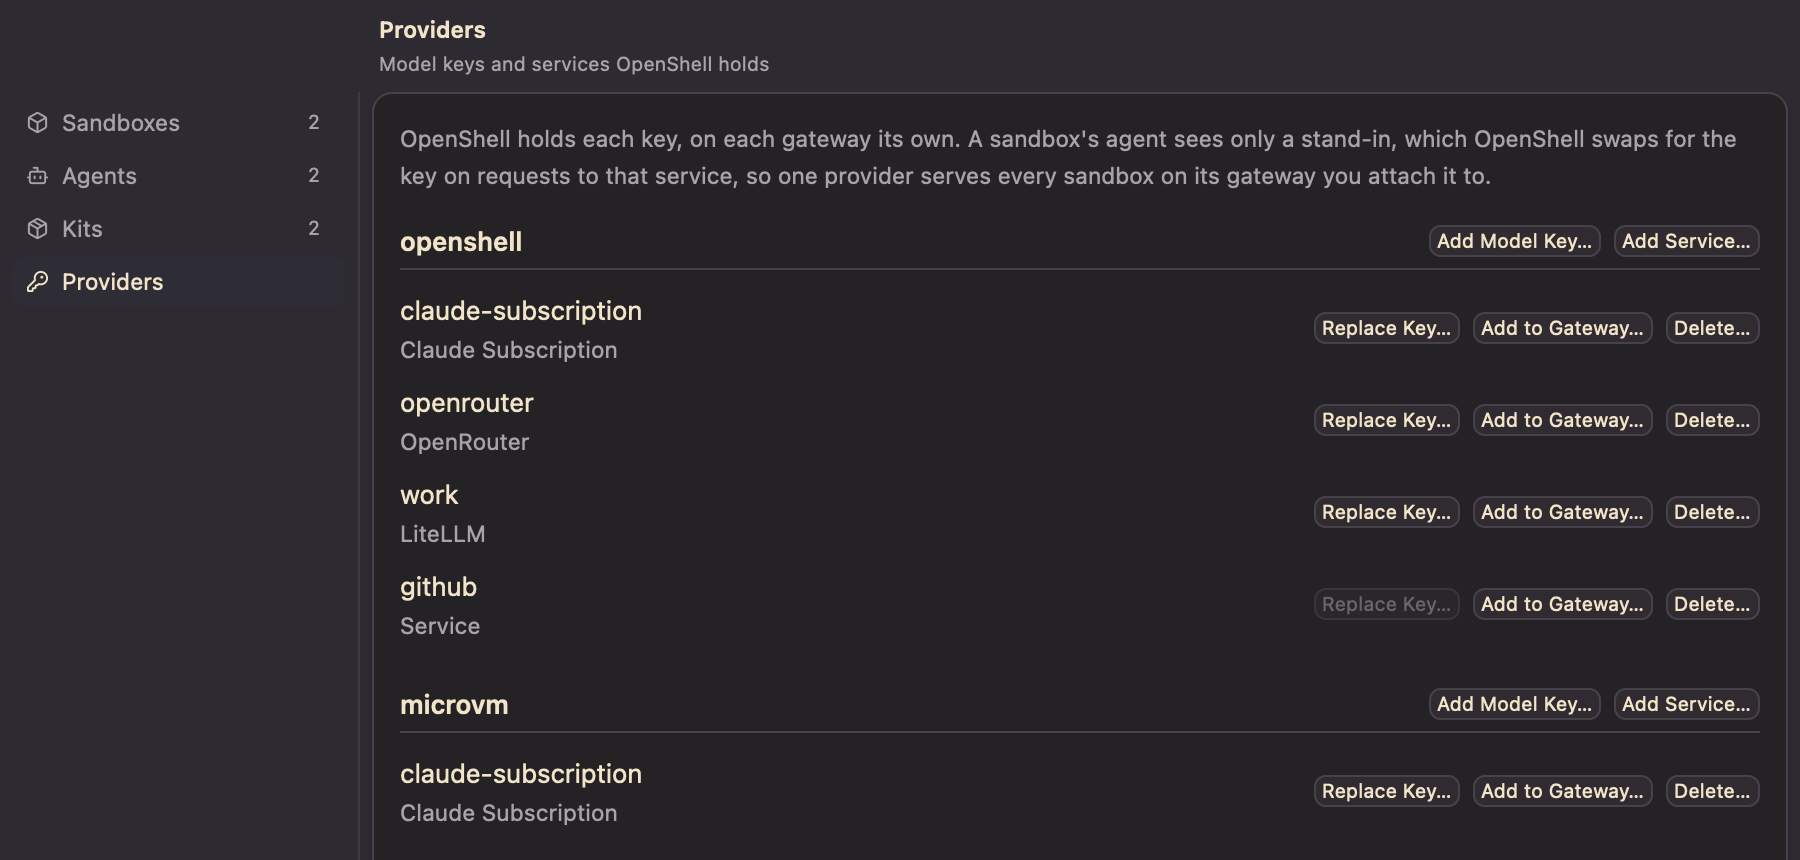 Providers
Model keys and services OpenShell holds
Sandboxes 2
Agents 2
Kits 2
Providers
OpenShell holds each key, on each gateway its own. A sandbox's agent sees only a stand-in, which OpenShell swaps for the
key on requests to that service, so one provider serves every sandbox on its gateway you attach it to.
openshell Add Model Key... Add Service...
claude-subscription
Claude Subscription
Replace Key... Add to Gateway... Delete...
openrouter
OpenRouter
Replace Key... Add to Gateway... Delete...
work
LiteLLM
Replace Key... Add to Gateway... Delete...
github
Service
Replace Key... Add to Gateway... Delete...
microvm Add Model Key... Add Service...
claude-subscription
Claude Subscription
Replace Key... Add to Gateway... Delete...